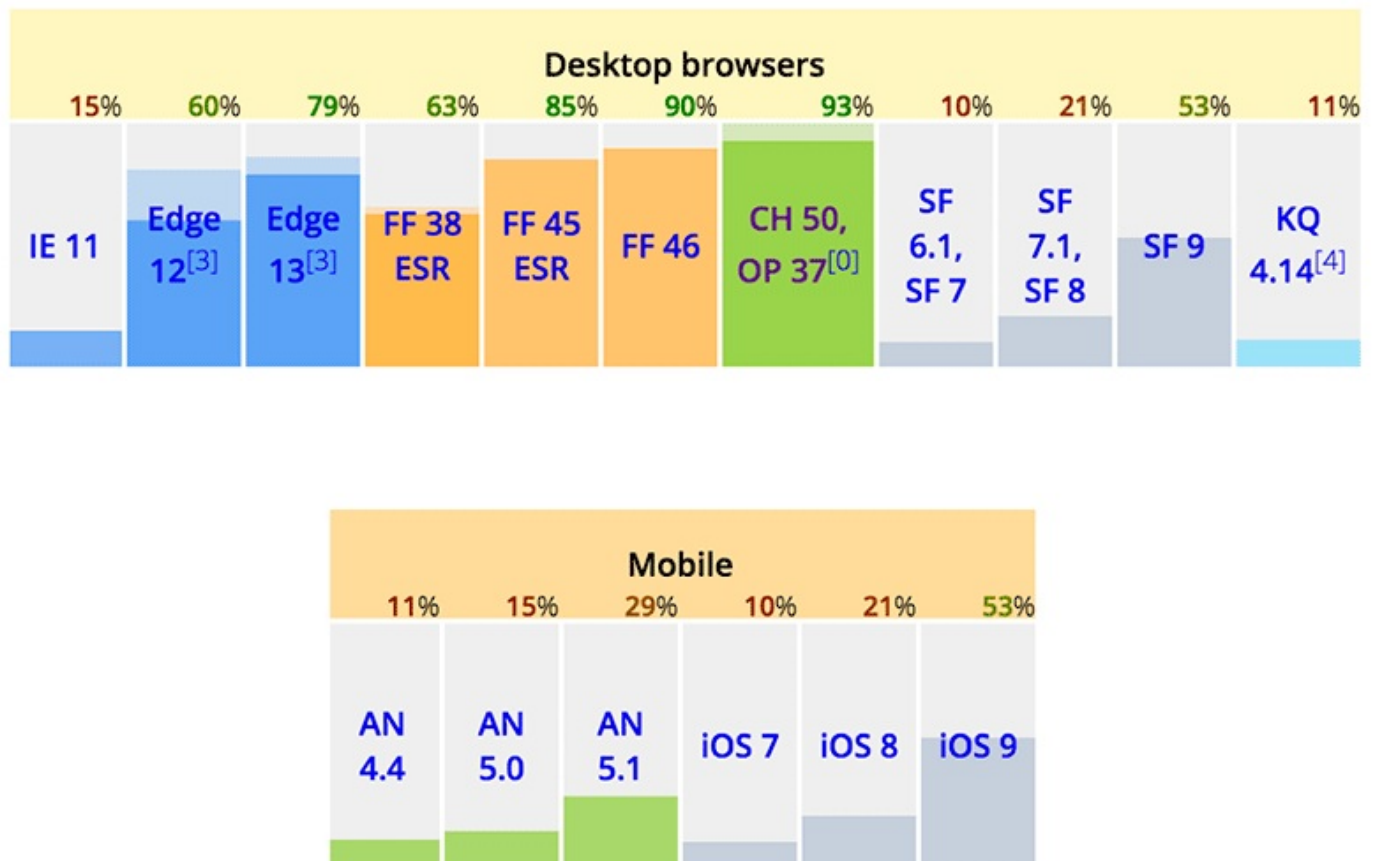 Desktop browsers
15% 60% 79% 63% 85% 90% 93% 10% 21% 53% 11%
IE 11
Edge
12[3]
Edge
13[3]
FF 38
ESR
FF 45
ESR
FF 46
CH 50,
OP 37[0]
SF
6.1,
SF 7
SF
7.1,
SF 8
SF 9
KQ
4.14[4]
Mobile
11% 15% 29% 10% 21% 53%
AN
4.4
AN
5.0
AN
5.1
iOS 7
iOS 8
iOS 9